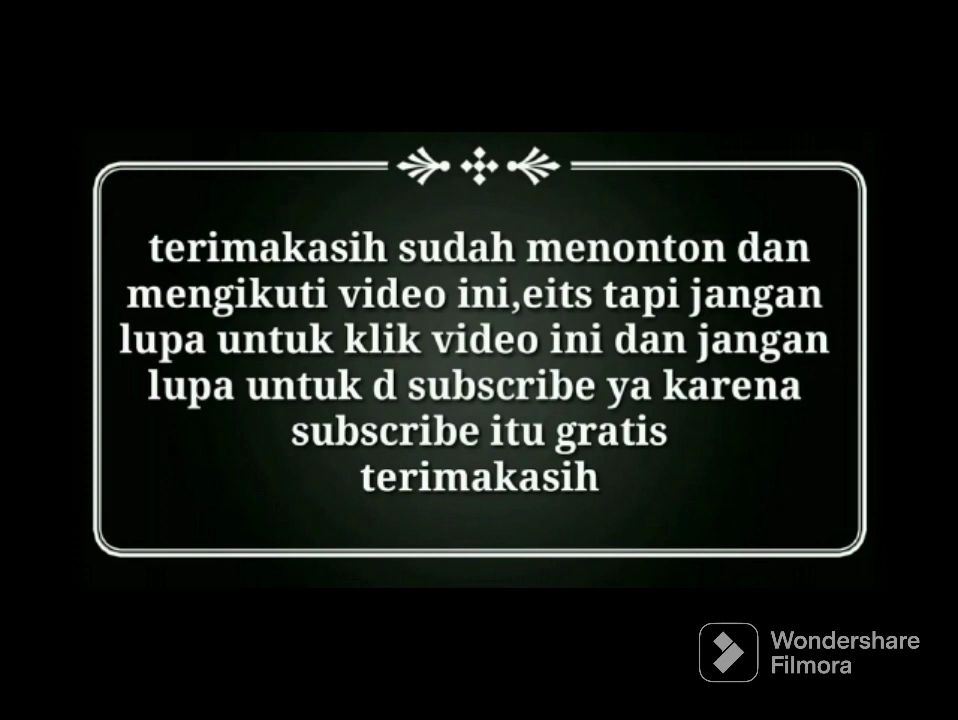 terimakasih sudah menonton dan
mengikuti video ini,eits tapi jangan
lupa untuk klik video ini dan jangan
lupa untuk d subscribe ya karena
subscribe itu gratis
terimakasih
Wondershare
Filmora